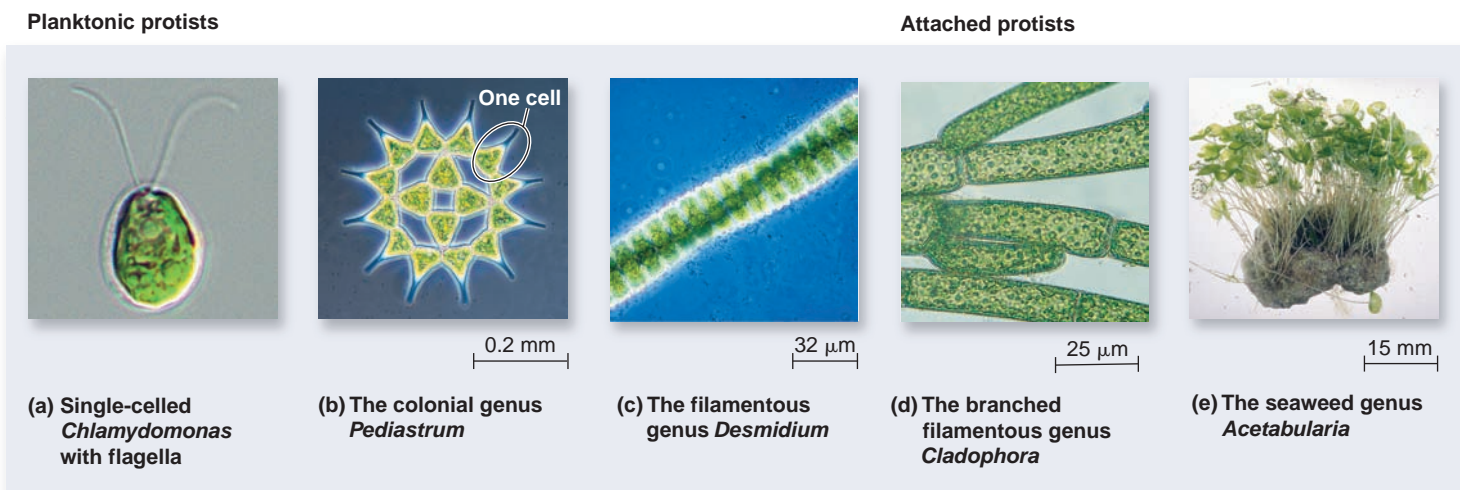 Planktonic protists
Attached protists
One cell
0.2 mm
32 μm
25 μm
15 mm
(a) Single-celled
Chlamydomonas
with flagella
(b) The colonial genus
Pediastrum
(c) The filamentous
genus Desmidium
(d) The branched
filamentous genus
Cladophora
(e) The seaweed genus
Acetabularia